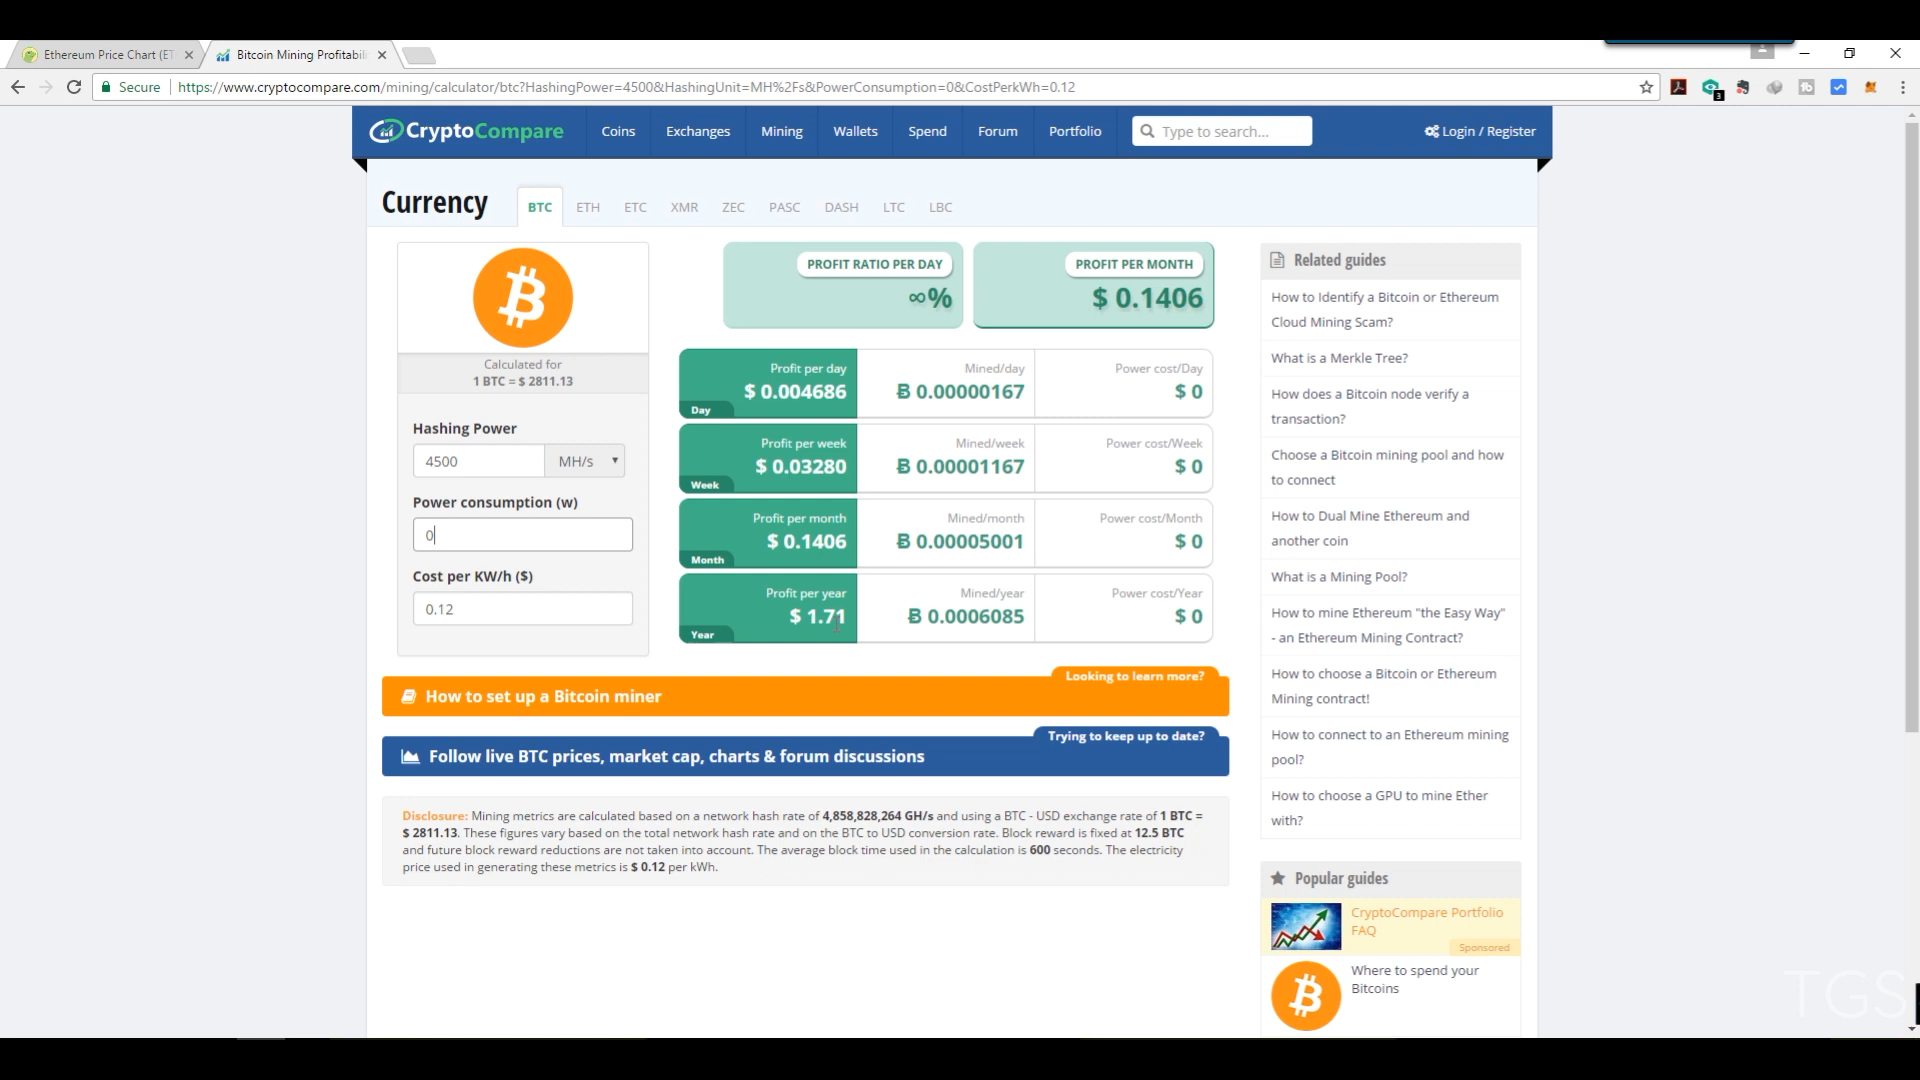 Ethereum Price Chart (ET
Bitcoin Mining Profitabili
Secure
https://www.cryptocompare.com/mining/calculator/btc?HashingPower=4500&HashingUnit=MH%2Fs&PowerConsumption=0&CostPerkWh=0.12
3
CryptoCompare
Coins
Exchanges
Mining
Wallets
Spend
Forum
Portfolio
Type to search...
Login / Register
Currency
BTC
ETH
ETC
XMR
ZEC
PASC
DASH
LTC
LBC
Calculated for
1 BTC = $ 2811.13
Hashing Power
4500
MH/s
Power consumption (w)
0
Cost per KW/h ($)
0.12
PROFIT RATIO PER DAY
∞%
PROFIT PER MONTH
$ 0.1406
Profit per day
$ 0.004686
Day
Mined/day
Ƀ 0.00000167
Power cost/Day
$ 0
Profit per week
$ 0.03280
Week
Mined/week
Ƀ 0.00001167
Power cost/Week
$ 0
Profit per month
$ 0.1406
Month
Mined/month
Ƀ 0.00005001
Power cost/Month
$ 0
Profit per year
$ 1.71
Year
Mined/year
Ƀ 0.0006085
Power cost/Year
$ 0
Looking to learn more?
How to set up a Bitcoin miner
Trying to keep up to date?
Follow live BTC prices, market cap, charts & forum discussions
Disclosure: Mining metrics are calculated based on a network hash rate of 4,858,828,264 GH/s and using a BTC - USD exchange rate of 1 BTC =
$ 2811.13. These figures vary based on the total network hash rate and on the BTC to USD conversion rate. Block reward is fixed at 12.5 BTC
and future block reward reductions are not taken into account. The average block time used in the calculation is 600 seconds. The electricity
price used in generating these metrics is $ 0.12 per kWh.
Related guides
How to Identify a Bitcoin or Ethereum
Cloud Mining Scam?
What is a Merkle Tree?
How does a Bitcoin node verify a
transaction?
Choose a Bitcoin mining pool and how
to connect
How to Dual Mine Ethereum and
another coin
What is a Mining Pool?
How to mine Ethereum "the Easy Way"
- an Ethereum Mining Contract?
How to choose a Bitcoin or Ethereum
Mining contract!
How to connect to an Ethereum mining
pool?
How to choose a GPU to mine Ether
with?
Popular guides
CryptoCompare Portfolio
FAQ
Sponsored
Where to spend your
Bitcoins
TGS